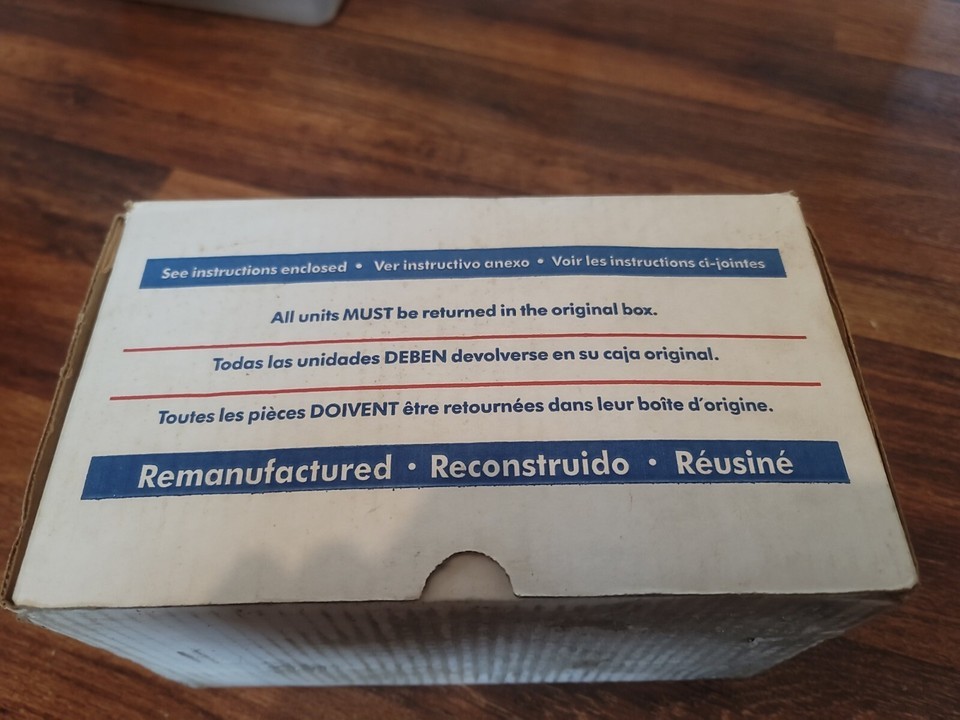 See instructions enclosed • Ver instructivo anexo • Voir les instructions ci-jointes
All units MUST be returned in the original box.
Todas las unidades DEBEN devolverse en su caja original.
Toutes les pièces DOIVENT être retournées dans leur boîte d'origine.
Remanufactured • Reconstruido • Réusiné